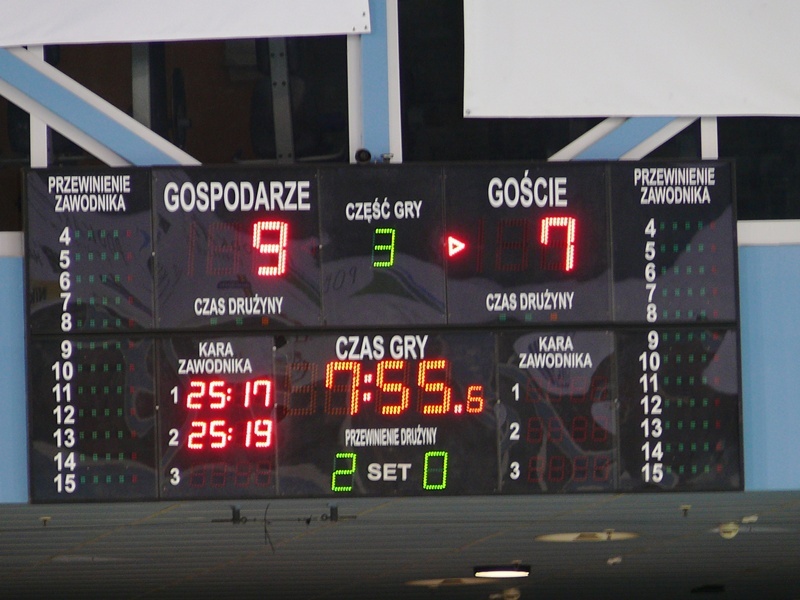 PRZEWINIENIE
ZAWODNIKA
4
5
6
7
8
9
10
11
12
13
14
15
GOSPODARZE
9
CZAS DRUŻYNY
CZĘŚĆ GRY
3
GOŚCIE
7
CZAS DRUŻYNY
PRZEWINIENIE
ZAWODNIKA
4
5
6
7
8
9
10
11
12
13
14
15
KARA
ZAWODNIKA
1 25:17
2 25:19
3
CZAS GRY
7:55.6
PRZEWINIENIE DRUŻYNY
2 SET 0
KARA
ZAWODNIKA
1
2
3